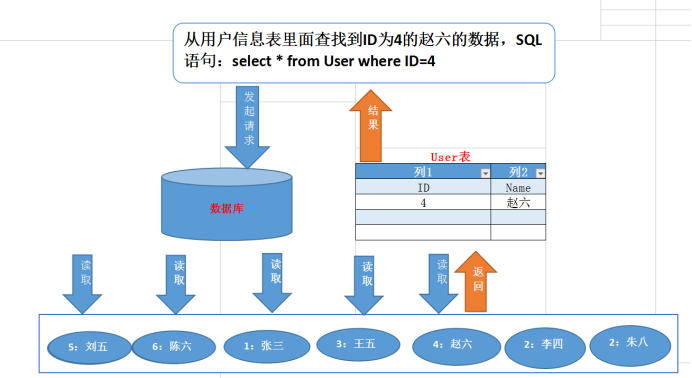 从用户信息表里面查找到ID为4的赵六的数据，SQL
语句：select * from User where ID=4
发起请求
结果
User表
列1 列2
ID Name
4 赵六
数据库
读取 读取 读取 读取 读取 返回
5：刘五 6：陈六 1：张三 3：王五 4：赵六 2：李四 2：朱八